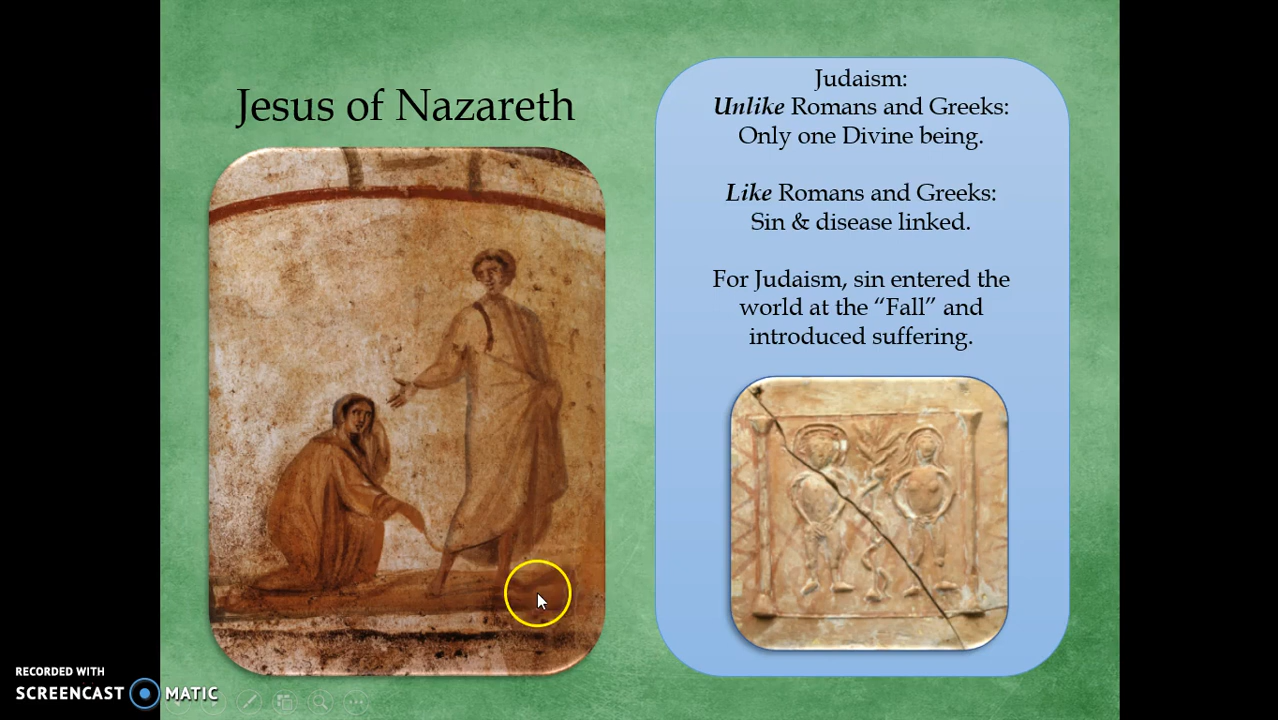 Jesus of Nazareth
Judaism:
Unlike Romans and Greeks:
Only one Divine being.
Like Romans and Greeks:
Sin & disease linked.
For Judaism, sin entered the
world at the “Fall” and
introduced suffering.
RECORDED WITH
SCREENCAST MATIC